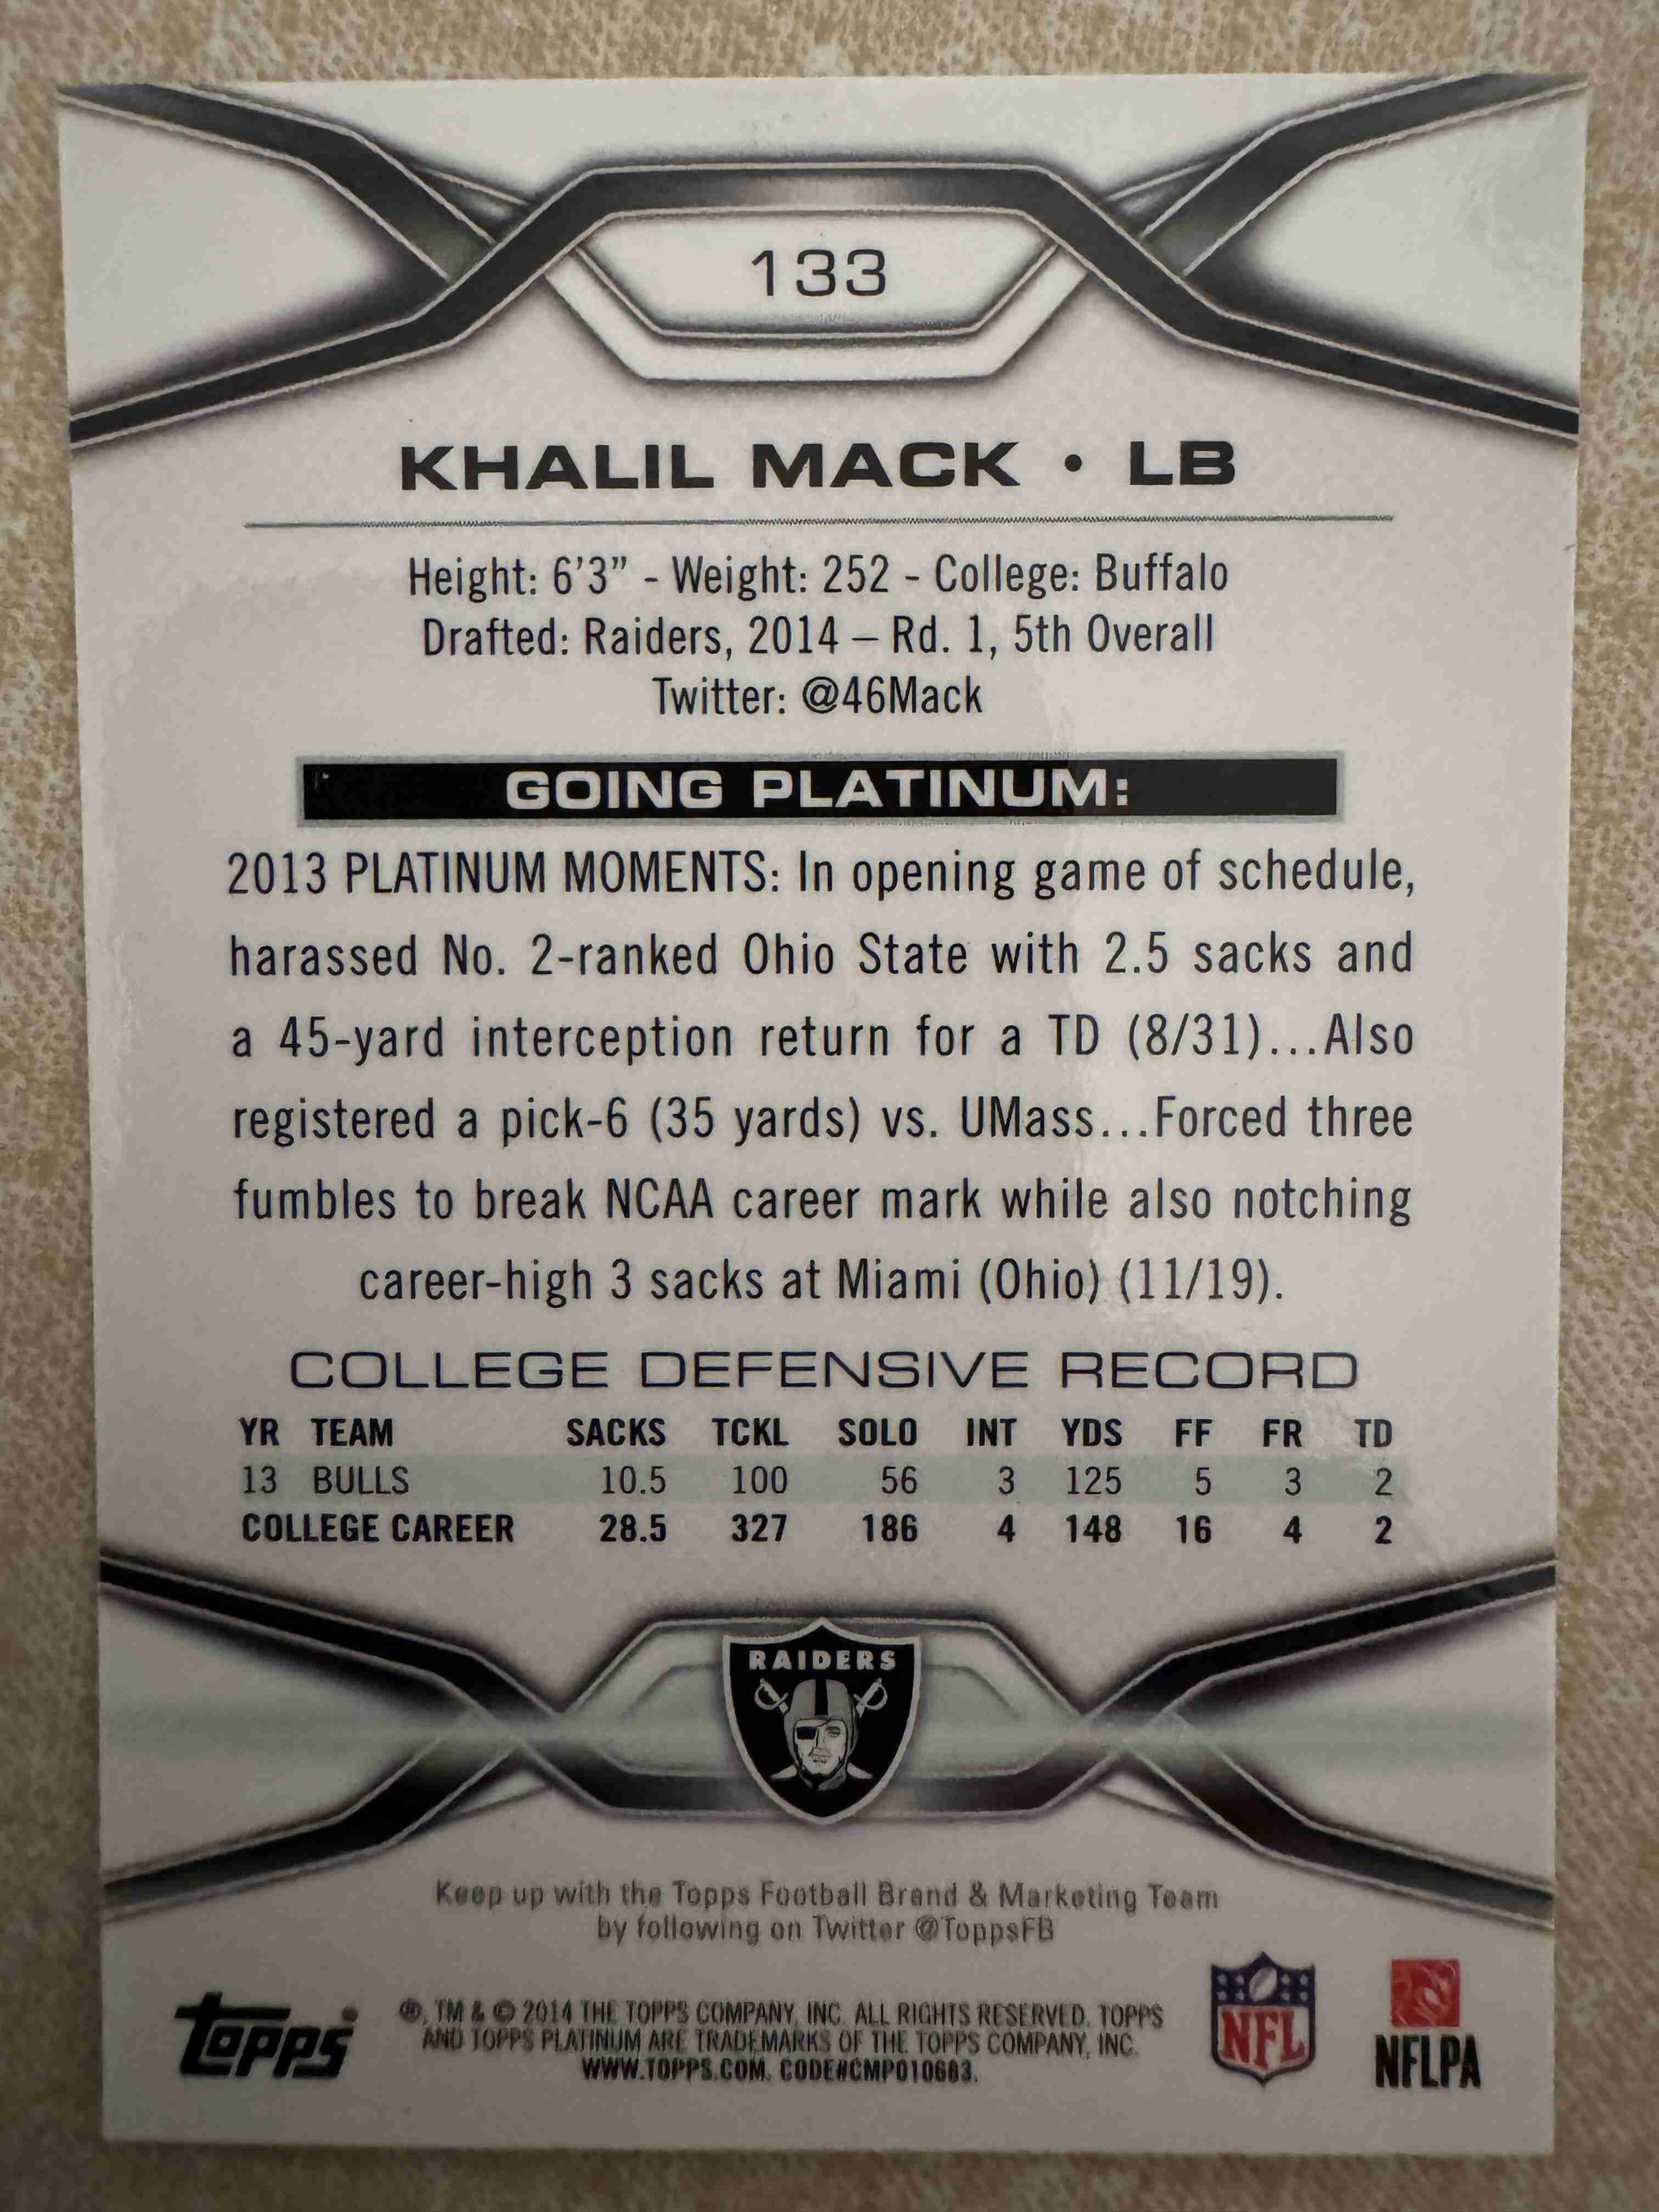 133
KHALIL MACK • LB
Height: 6'3" - Weight: 252 - College: Buffalo
Drafted: Raiders, 2014 – Rd. 1, 5th Overall
Twitter: @46Mack
GOING PLATINUM:
2013 PLATINUM MOMENTS: In opening game of schedule,
harassed No. 2-ranked Ohio State with 2.5 sacks and
a 45-yard interception return for a TD (8/31)...Also
registered a pick-6 (35 yards) vs. UMass...Forced three
fumbles to break NCAA career mark while also notching
career-high 3 sacks at Miami (Ohio) (11/19).
COLLEGE DEFENSIVE RECORD
YR TEAM SACKS TCKL SOLO INT YDS FF FR TD
13 BULLS 10.5 100 56 3 125 5 3 2
COLLEGE CAREER 28.5 327 186 4 148 16 4 2
RAIDERS
Keep up with the Topps Football Brand & Marketing Team
by following on Twitter @ToppsFB
topps
®, TM & © 2014 THE TOPPS COMPANY, INC. ALL RIGHTS RESERVED. TOPPS
AND TOPPS PLATINUM ARE TRADEMARKS OF THE TOPPS COMPANY, INC.
WWW.TOPPS.COM. CODE#CMP010683.
NFL
NFLPA